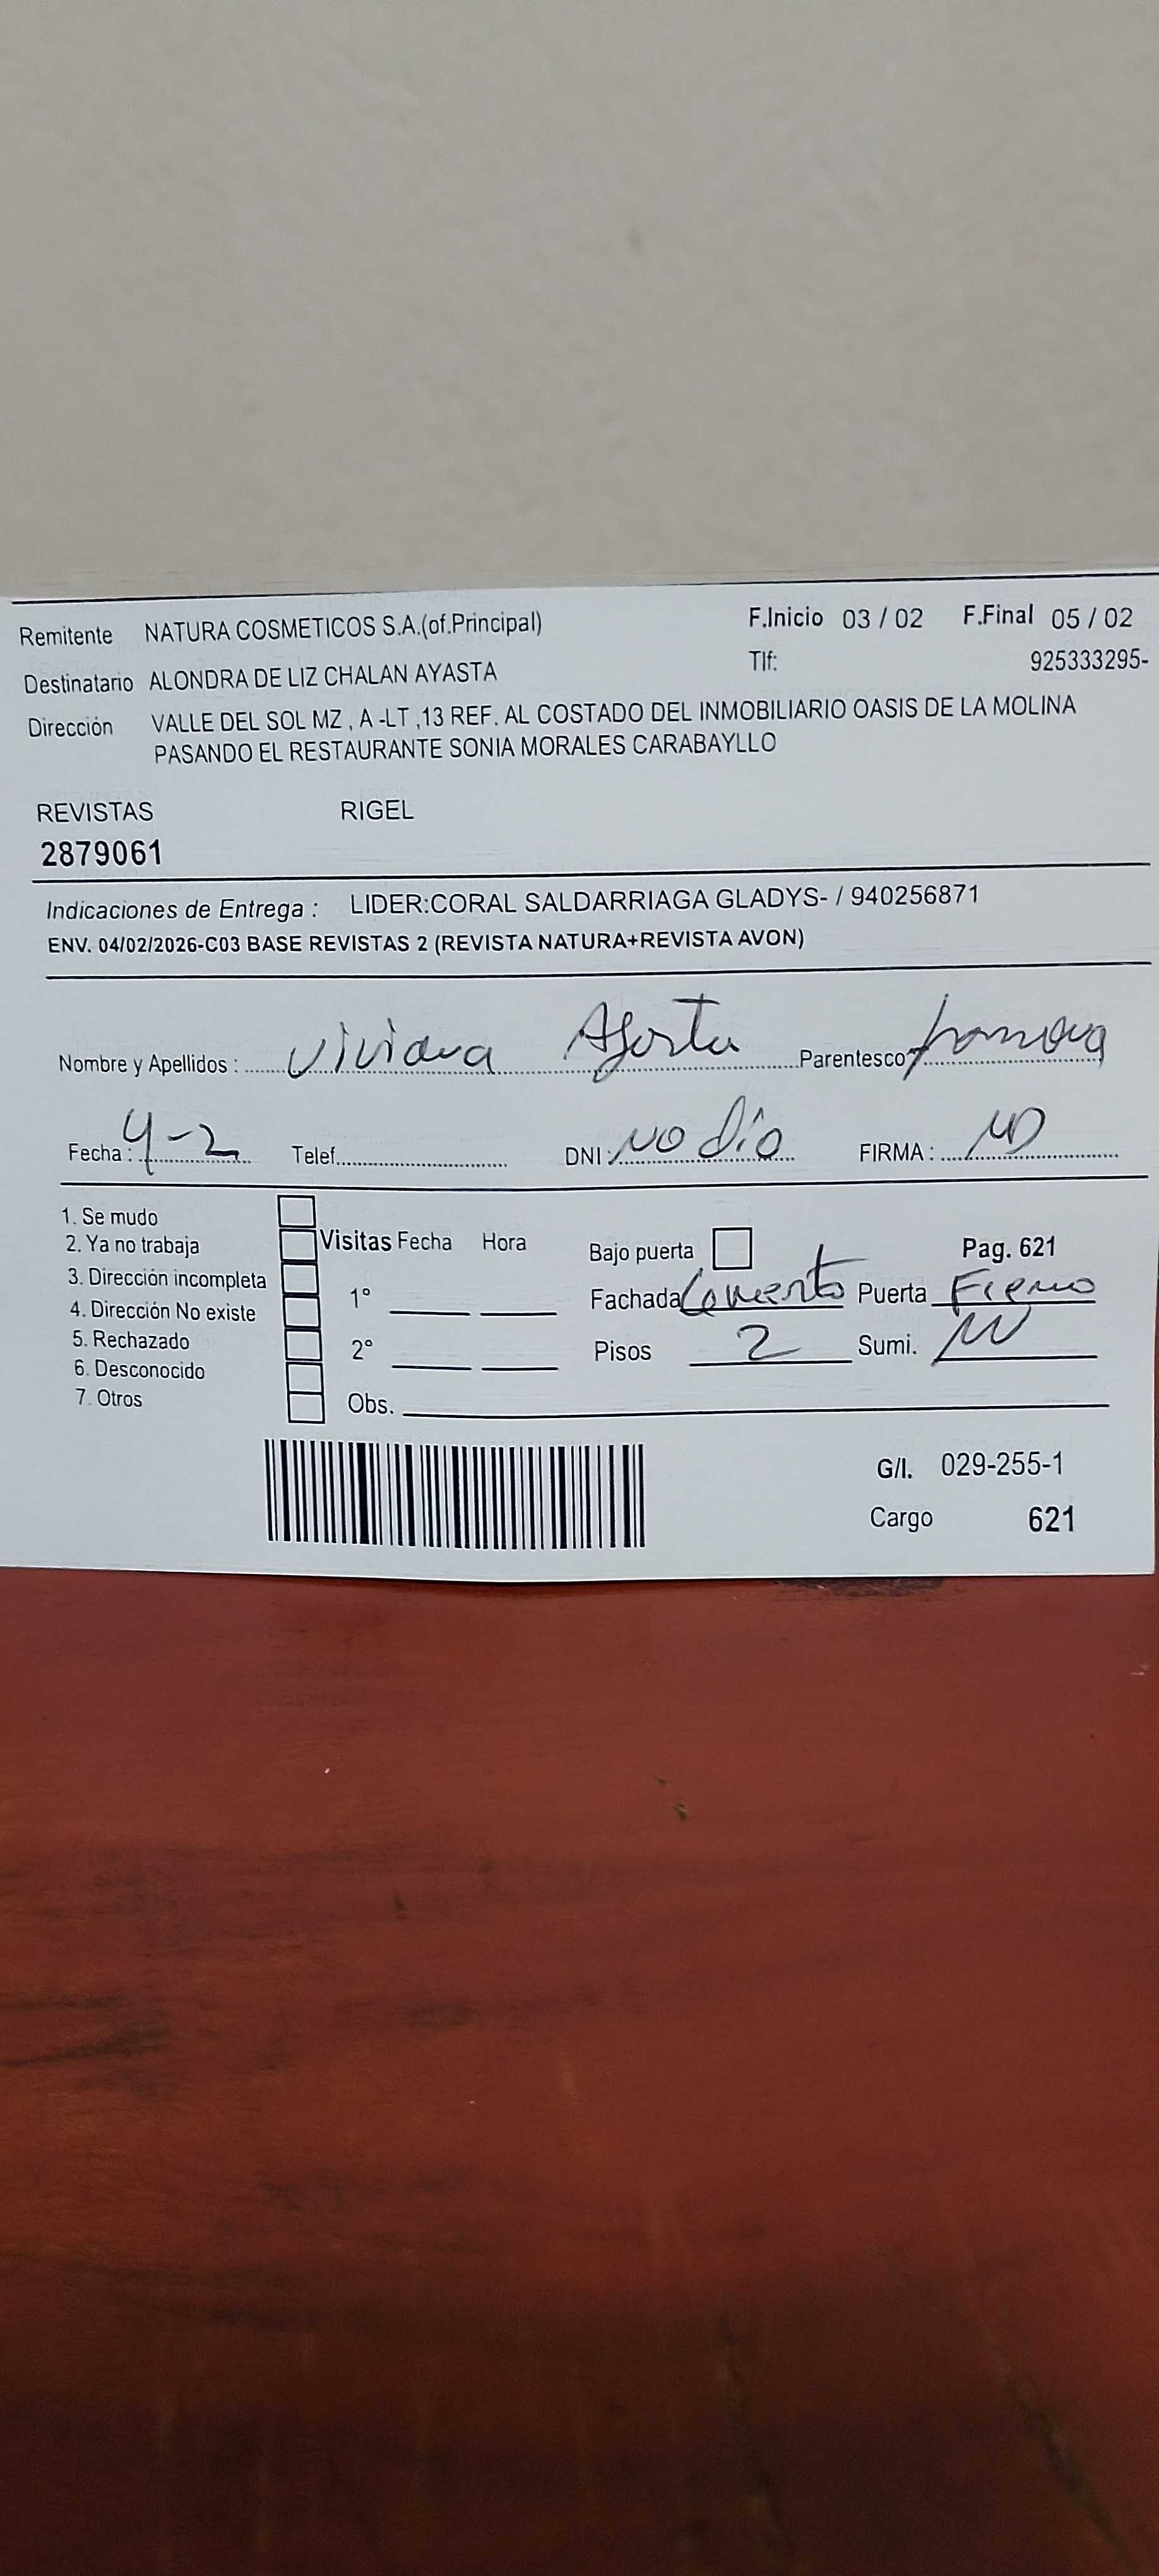 Remitente NATURA COSMETICOS S.A.(of.Principal) F.Inicio 03 / 02 F.Final 05 / 02
Destinatario ALONDRA DE LIZ CHALAN AYASTA Tlf: 925333295-
Dirección VALLE DEL SOL MZ , A -LT ,13 REF. AL COSTADO DEL INMOBILIARIO OASIS DE LA MOLINA
PASANDO EL RESTAURANTE SONIA MORALES CARABAYLLO
REVISTAS RIGEL
2879061
Indicaciones de Entrega : LIDER:CORAL SALDARRIAGA GLADYS- / 940256871
ENV. 04/02/2026-C03 BASE REVISTAS 2 (REVISTA NATURA+REVISTA AVON)
Nombre y Apellidos : Viviana Parentesco
Fecha : 4-2 Telef. DNI : NO dio FIRMA :
1. Se mudo
2. Ya no trabaja Visitas Fecha Hora Bajo puerta Pag. 621
3. Dirección incompleta 1° Fachada Cemento Puerta Fierro
4. Dirección No existe
5. Rechazado 2° Pisos 2 Sumi.
6. Desconocido
7. Otros Obs.
G/I. 029-255-1
Cargo 621